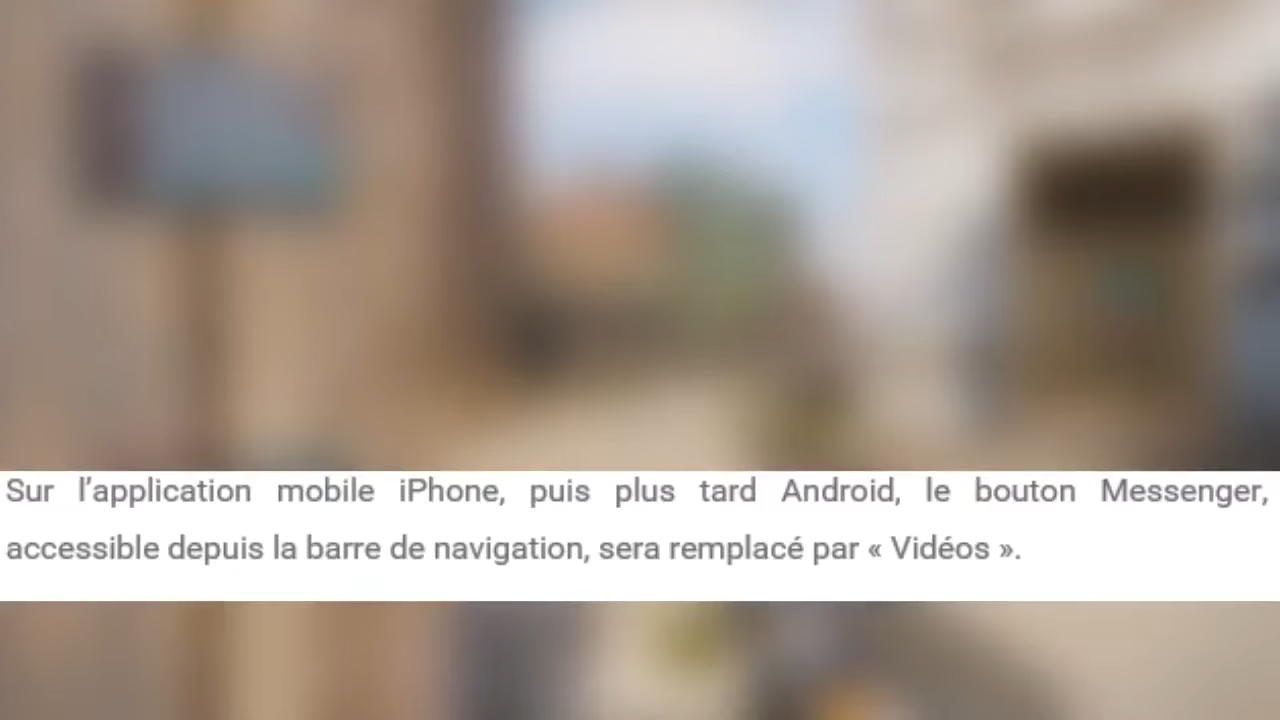 Sur l’application mobile iPhone, puis plus tard Android, le bouton Messenger,
accessible depuis la barre de navigation, sera remplacé par « Vidéos ».